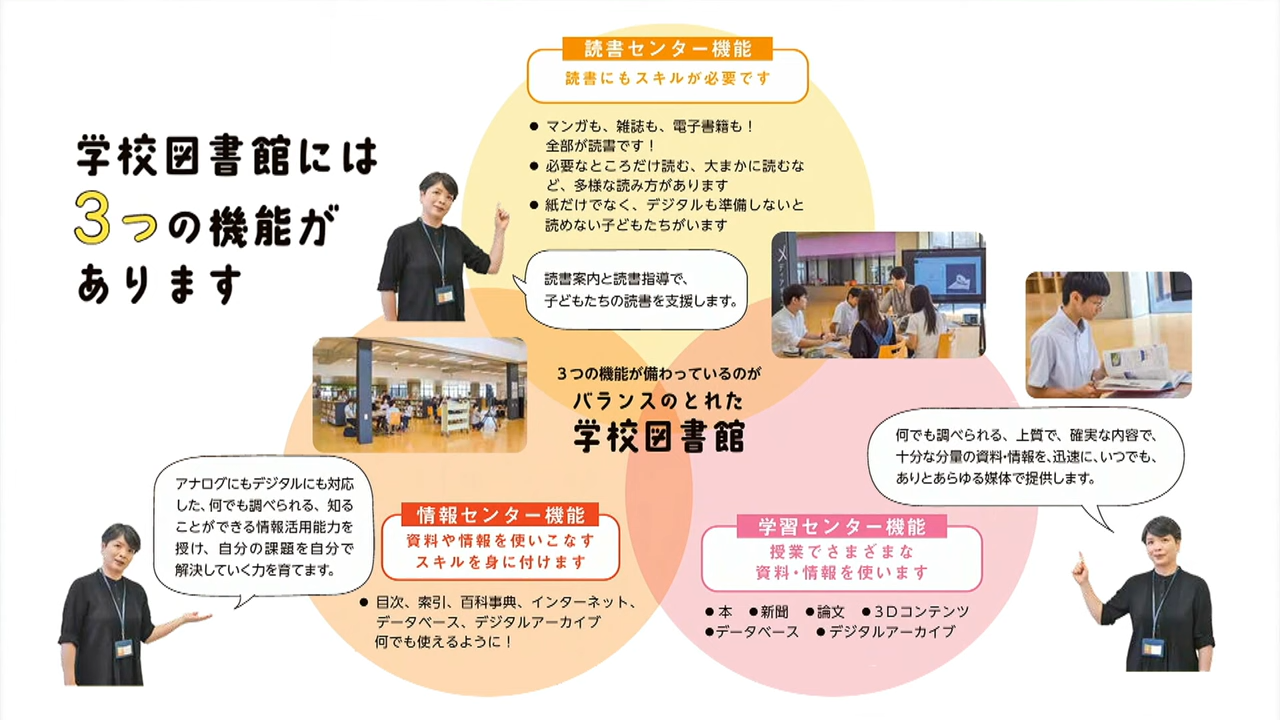 学校図書館には
3つの機能が
あります
読書センター機能
読書にもスキルが必要です
● マンガも、雑誌も、電子書籍も！
全部が読書です！
● 必要なところだけ読む、大まかに読むな
ど、多様な読み方があります
● 紙だけでなく、デジタルも準備しないと
読めない子どもたちがいます
読書案内と読書指導で、
子どもたちの読書を支援します。
３つの機能が備わっているのが
バランスのとれた
学校図書館
アナログにもデジタルにも対応
した、何でも調べられる、知る
ことができる情報活用能力を
授け、自分の課題を自分で
解決していく力を育てます。
情報センター機能
資料や情報を使いこなす
スキルを身に付けます
● 目次、索引、百科事典、インターネット、
データベース、デジタルアーカイブ
何でも使えるように！
何でも調べられる、上質で、確実な内容で、
十分な分量の資料・情報を、迅速に、いつでも、
ありとあらゆる媒体で提供します。
学習センター機能
授業でさまざまな
資料・情報を使います
●本 ●新聞 ●論文 ●３Dコンテンツ
●データベース ●デジタルアーカイブ